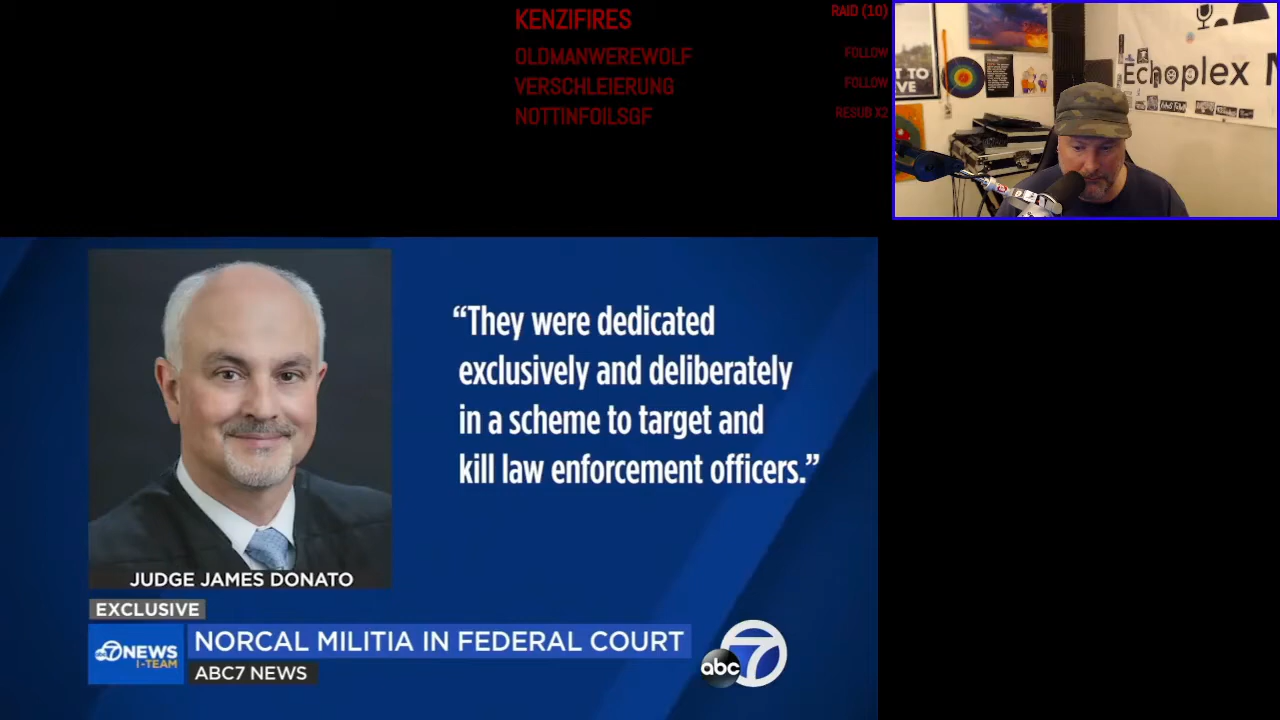 KENZIFIRES RAID (10)
OLDMANWEREWOLF FOLLOW
VERSCHLEIERUNG FOLLOW
NOTTINFOILSGF RESUB X2
T TO
VE
Echoplex M
“They were dedicated
exclusively and deliberately
in a scheme to target and
kill law enforcement officers.”
JUDGE JAMES DONATO
EXCLUSIVE
7NEWS
I-TEAM
NORCAL MILITIA IN FEDERAL COURT
ABC7 NEWS
abc 7